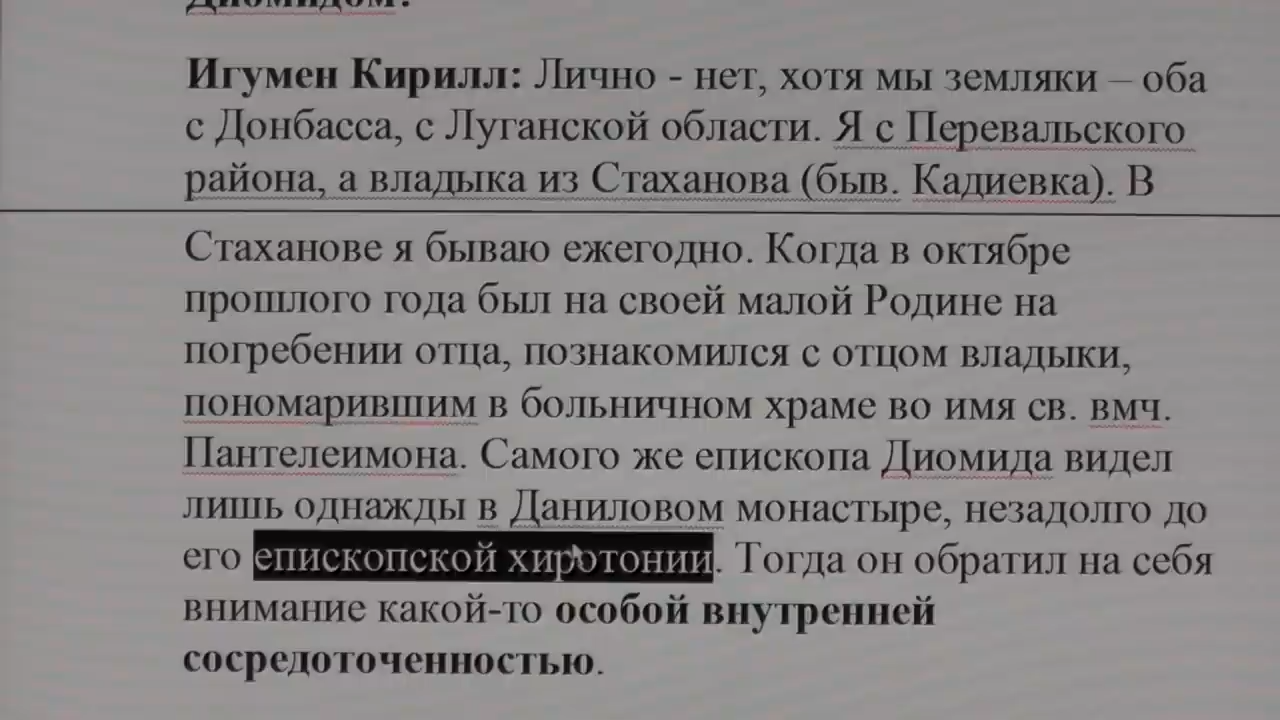 Диомидом?
Игумен Кирилл: Лично - нет, хотя мы земляки – оба
с Донбасса, с Луганской области. Я с Перевальского
района, а владыка из Стаханова (быв. Кадиевка). В
Стаханове я бываю ежегодно. Когда в октябре
прошлого года был на своей малой Родине на
погребении отца, познакомился с отцом владыки,
пономарившим в больничном храме во имя св. вмч.
Пантелеимона. Самого же епископа Диомида видел
лишь однажды в Даниловом монастыре, незадолго до
его епископской хиротонии. Тогда он обратил на себя
внимание какой-то особой внутренней
сосредоточенностью.